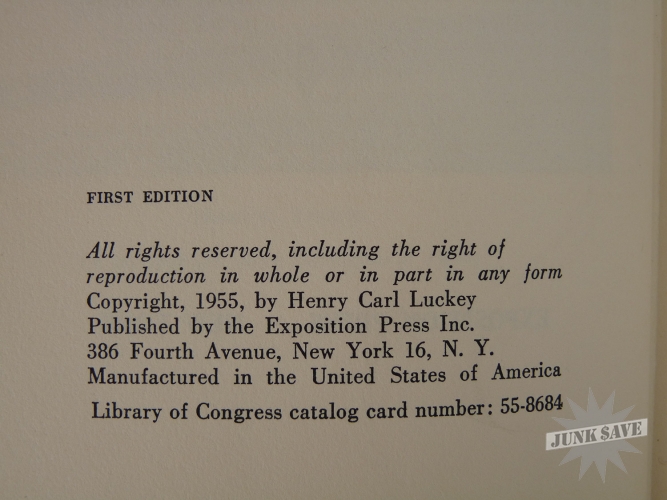 FIRST EDITION
All rights reserved, including the right of
reproduction in whole or in part in any form
Copyright, 1955, by Henry Carl Luckey
Published by the Exposition Press Inc.
386 Fourth Avenue, New York 16, N. Y.
Manufactured in the United States of America
Library of Congress catalog card number: 55-8684
JUNK $AVE